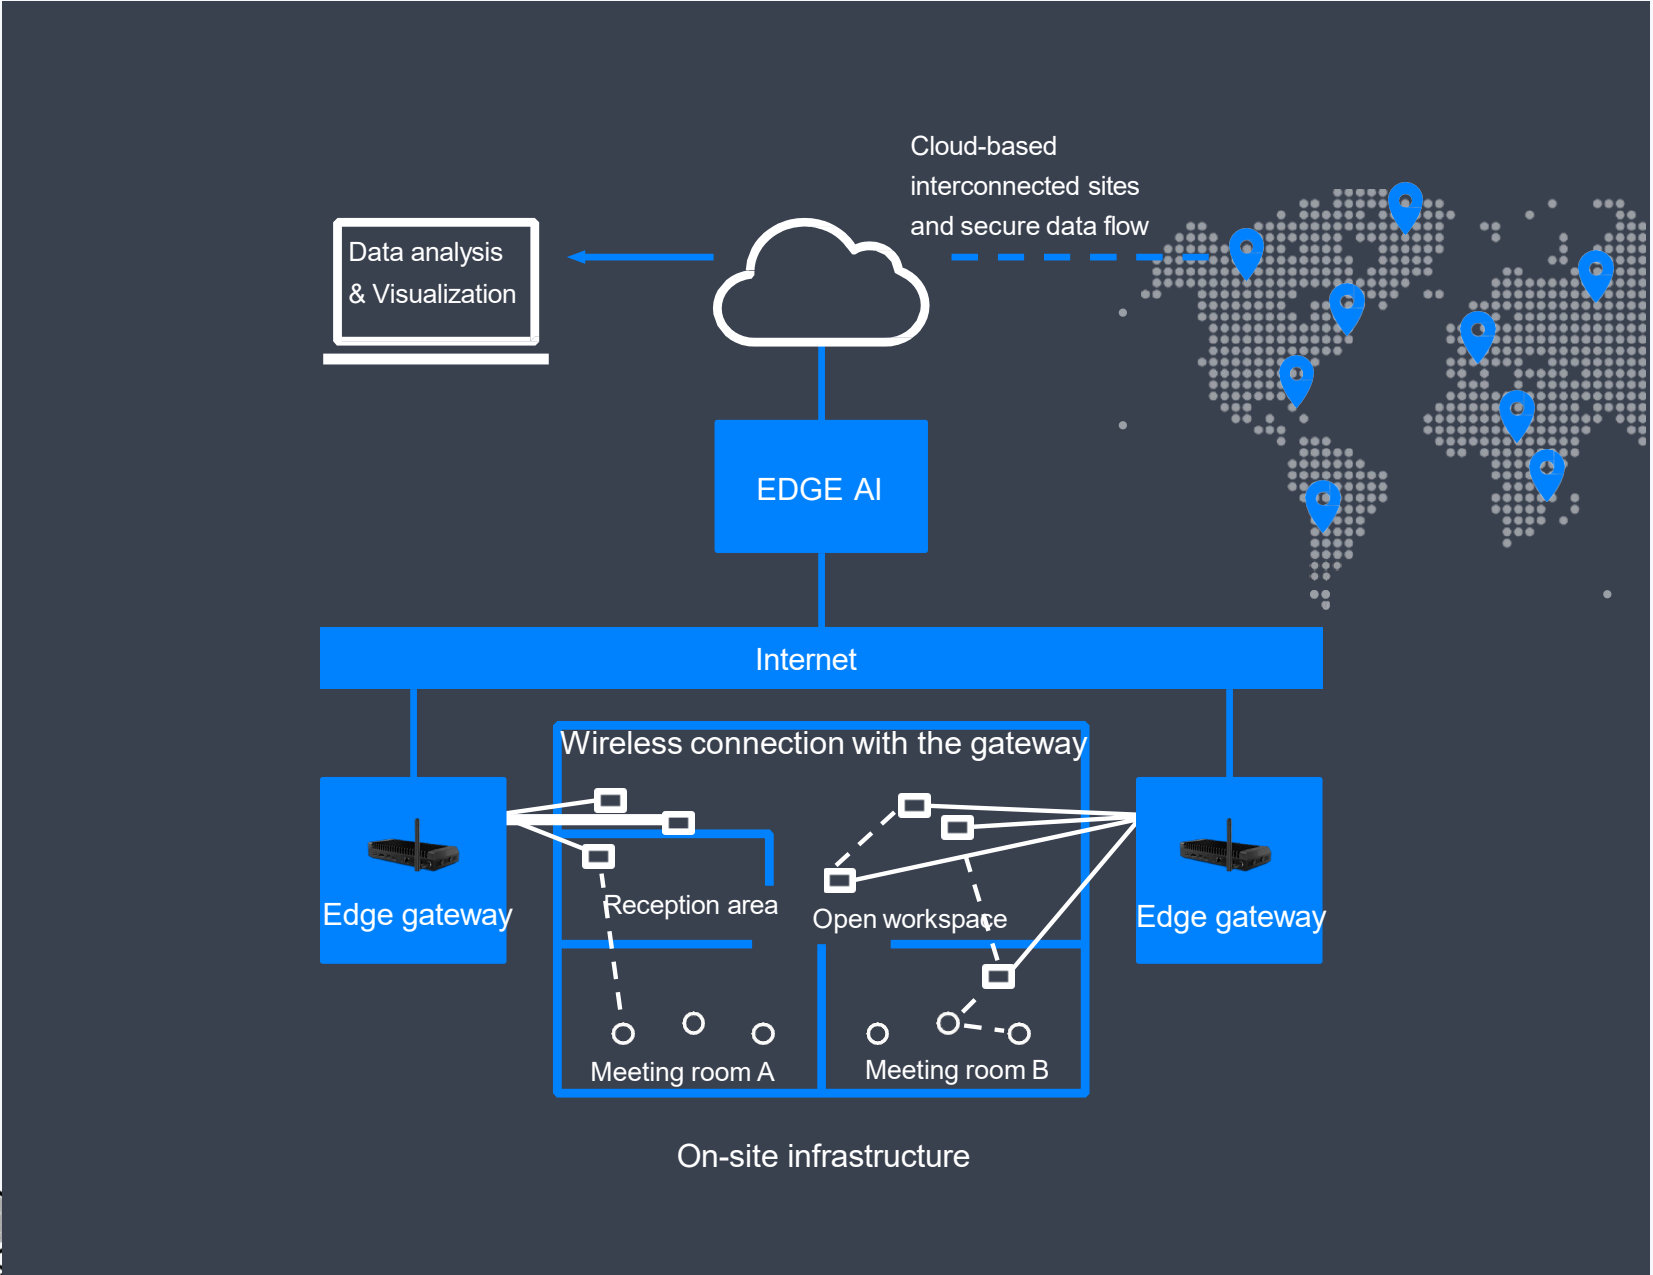 Cloud-based
interconnected sites
and secure data flow
Data analysis
& Visualization
EDGE AI
Internet
Wireless connection with the gateway
Edge gateway
Reception area
Open workspace
Edge gateway
Meeting room A
Meeting room B
On-site infrastructure